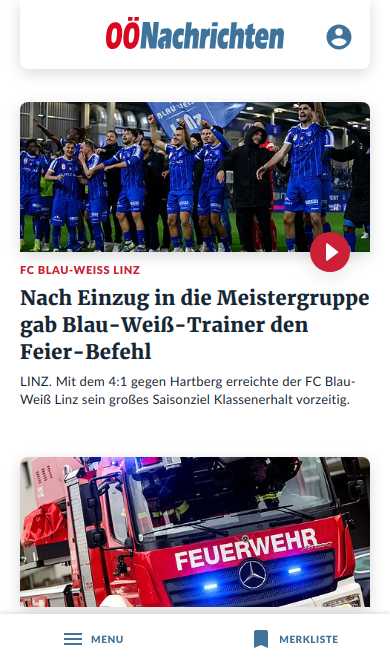 OÖNachrichten
BLAU-WEISS
FC BLAU-WEISS LINZ
Nach Einzug in die Meistergruppe
gab Blau-Weiß-Trainer den
Feier-Befehl
LINZ. Mit dem 4:1 gegen Hartberg erreichte der FC Blau-
Weiß Linz sein großes Saisonziel Klassenerhalt vorzeitig.
FEUERWEHR
MENU
MERKLISTE